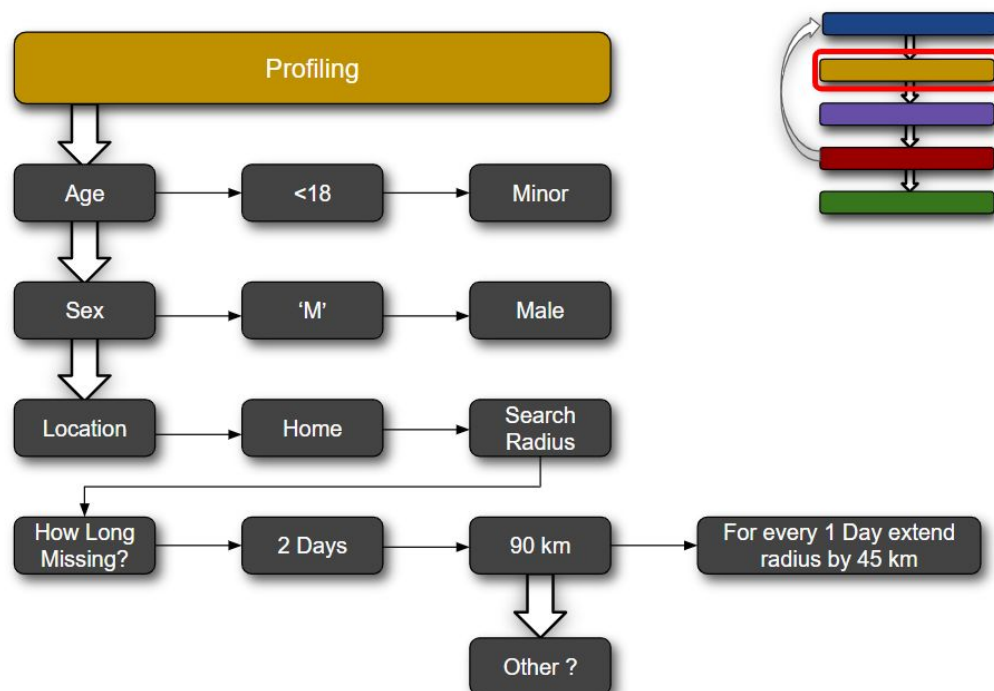 Profiling
Age
<18
Minor
Sex
‘M’
Male
Location
Home
Search
Radius
How Long
Missing?
2 Days
90 km
For every 1 Day extend
radius by 45 km
Other ?